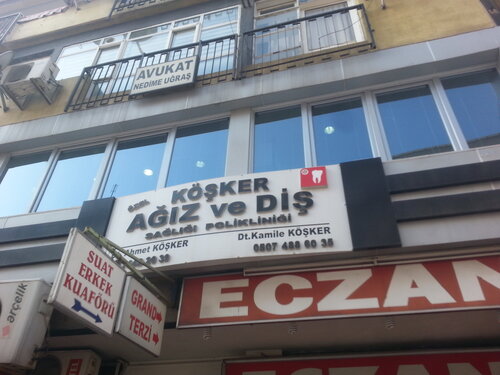 AVUKAT
NEDİME UĞRAŞ
ÖZEL
KÖŞKER
AĞIZ ve DİŞ
SAĞLIĞI POLİKLİNİĞİ
Ahmet KÖŞKER
Dt.Kamile KÖŞKER
0507 488 60 35
SUAT
ERKEK
KUAFÖRÜ
GRAND
TERZİ
arçelik
ECZAN